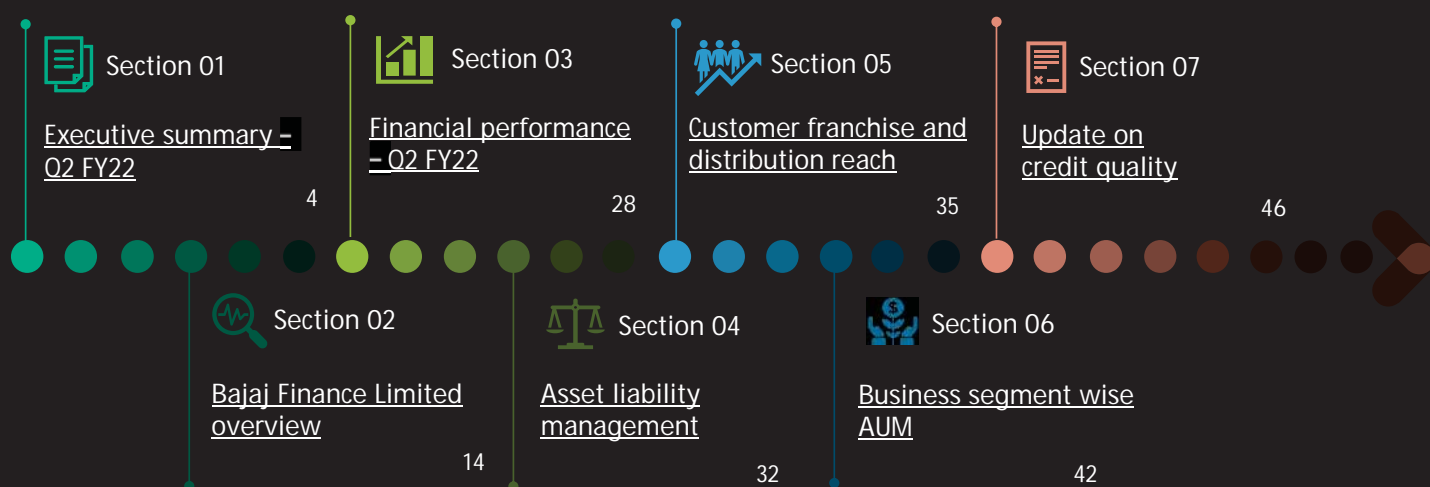 Section 01
Executive summary –
Q2 FY22
4
Section 03
Financial performance
– Q2 FY22
28
Section 05
Customer franchise and
distribution reach
35
Section 07
Update on
credit quality
46
Section 02
Bajaj Finance Limited
overview
14
Section 04
Asset liability
management
32
Section 06
Business segment wise
AUM
42